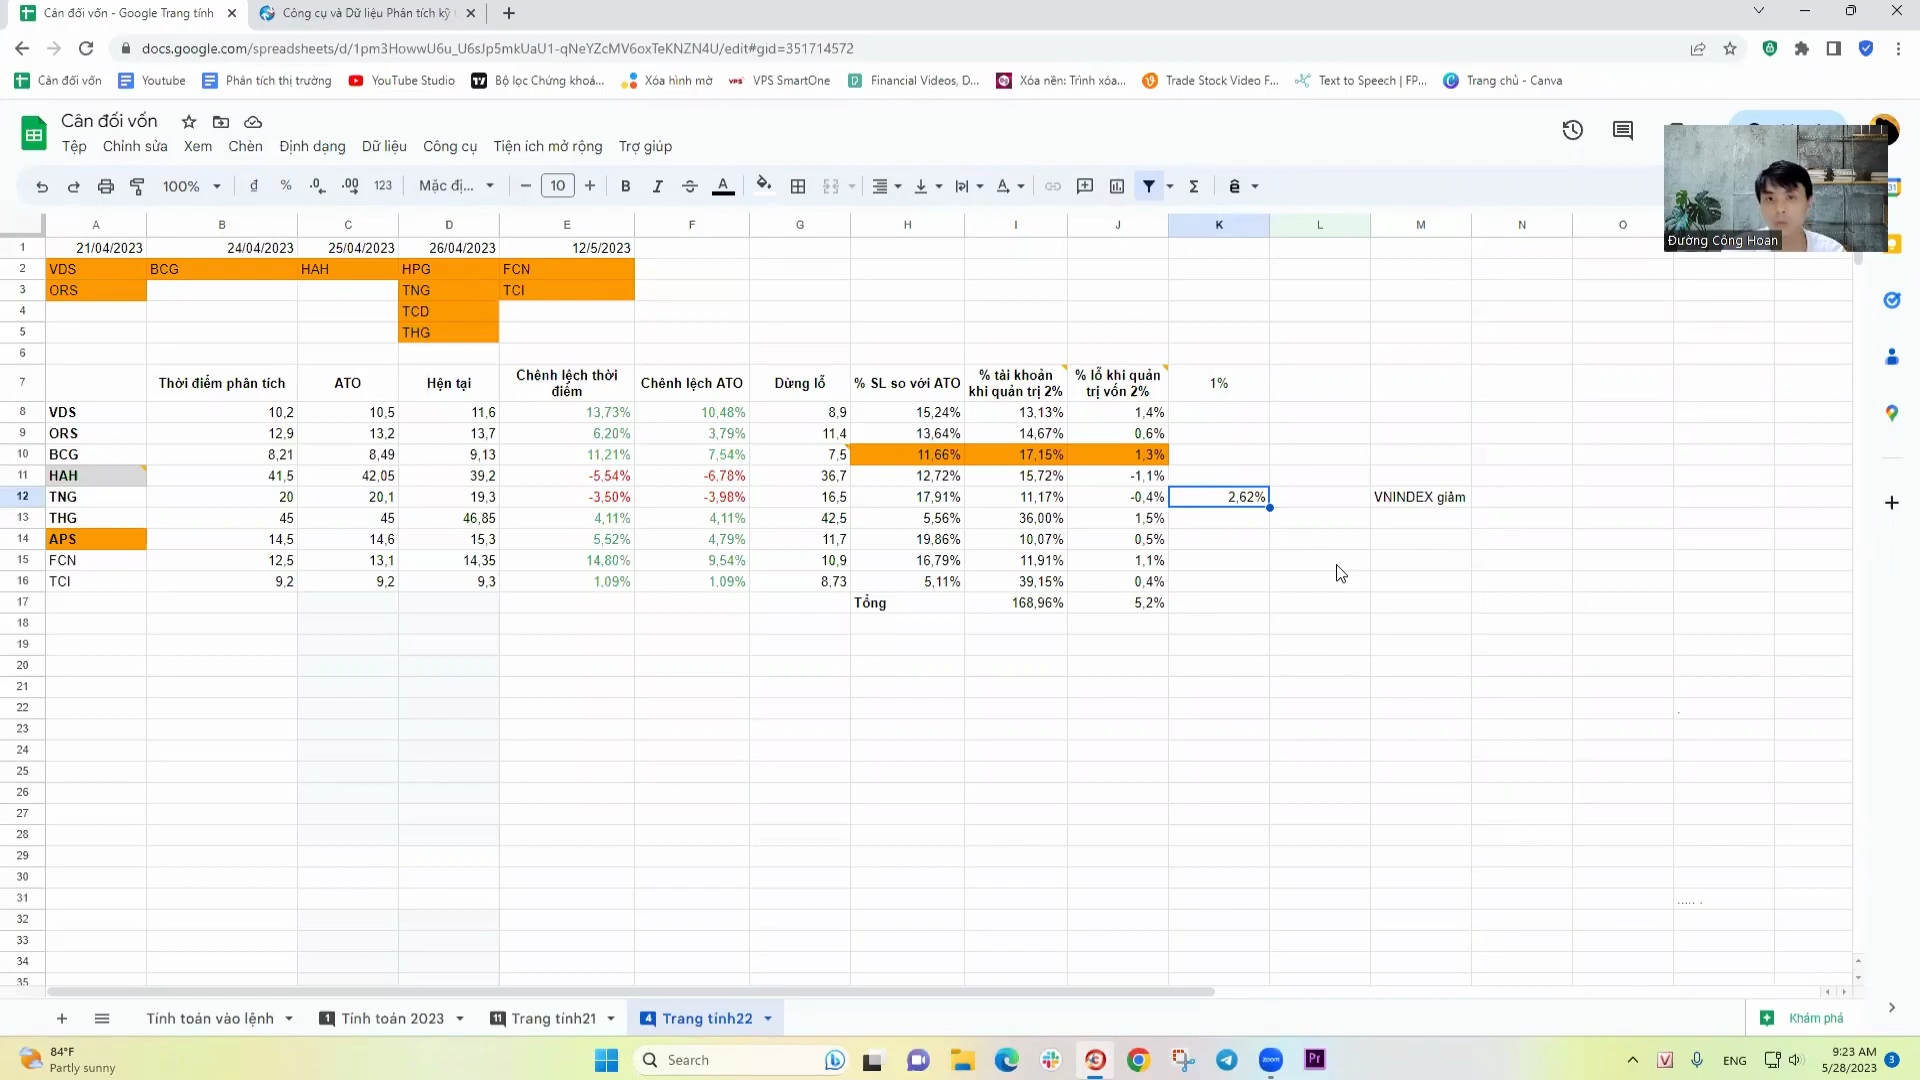 Cân đối vốn - Google Trang tính
Công cụ và Dữ liệu Phân tích kỹ t
docs.google.com/spreadsheets/d/1pm3HowwU6u_U6sJp5mkUaU1-qNeYZcMV6oxTeKNZN4U/edit#gid=351714572
Cân đối vốn Youtube Phân tích thị trường YouTube Studio Bộ lọc Chứng khoá... Xóa hình mờ VPS SmartOne Financial Videos, D... Xóa nền: Trình xóa... Trade Stock Video F... Text to Speech | FP... Trang chủ - Canva
Cân đối vốn
Tệp Chỉnh sửa Xem Chèn Định dạng Dữ liệu Công cụ Tiện ích mở rộng Trợ giúp
100% đ % .0 .00 123 Mặc đị... 10 B I A
Đường Công Hoan
A B C D E F G H I J K L M N O
1 21/04/2023 24/04/2023 25/04/2023 26/04/2023 12/5/2023
2 VDS BCG HAH HPG FCN
3 ORS TNG TCI
4 TCD
5 THG
6
7 Thời điểm phân tích ATO Hện tại Chênh lệch thời điểm Chênh lệch ATO Dừng lỗ % SL so với ATO % tài khoản khi quản trị 2% % lỗ khi quản trị vốn 2% 1%
8 VDS 10,2 10,5 11,6 13,73% 10,48% 8,9 15,24% 13,13% 1,4%
9 ORS 12,9 13,2 13,7 6,20% 3,79% 11,4 13,64% 14,67% 0,6%
10 BCG 8,21 8,49 9,13 11,21% 7,54% 7,5 11,66% 17,15% 1,3%
11 HAH 41,5 42,05 39,2 -5,54% -6,78% 36,7 12,72% 15,72% -1,1%
12 TNG 20 20,1 19,3 -3,50% -3,98% 16,5 17,91% 11,17% -0,4% 2,62% VNINDEX giảm
13 THG 45 45 46,85 4,11% 4,11% 42,5 5,56% 36,00% 1,5%
14 APS 14,5 14,6 15,3 5,52% 4,79% 11,7 19,86% 10,07% 0,5%
15 FCN 12,5 13,1 14,35 14,80% 9,54% 10,9 16,79% 11,91% 1,1%
16 TCI 9,2 9,2 9,3 1,09% 1,09% 8,73 5,11% 39,15% 0,4%
17 Tổng 168,96% 5,2%
18
19
20
21
22
23
24
25
26
27
28
29
30
31
32
33
34
35
Tính toán vào lệnh 1 Tính toán 2023 11 Trang tính21 4 Trang tính22 Khám phá
84°F
Partly sunny
Search
ENG
9:23 AM
5/28/2023
3